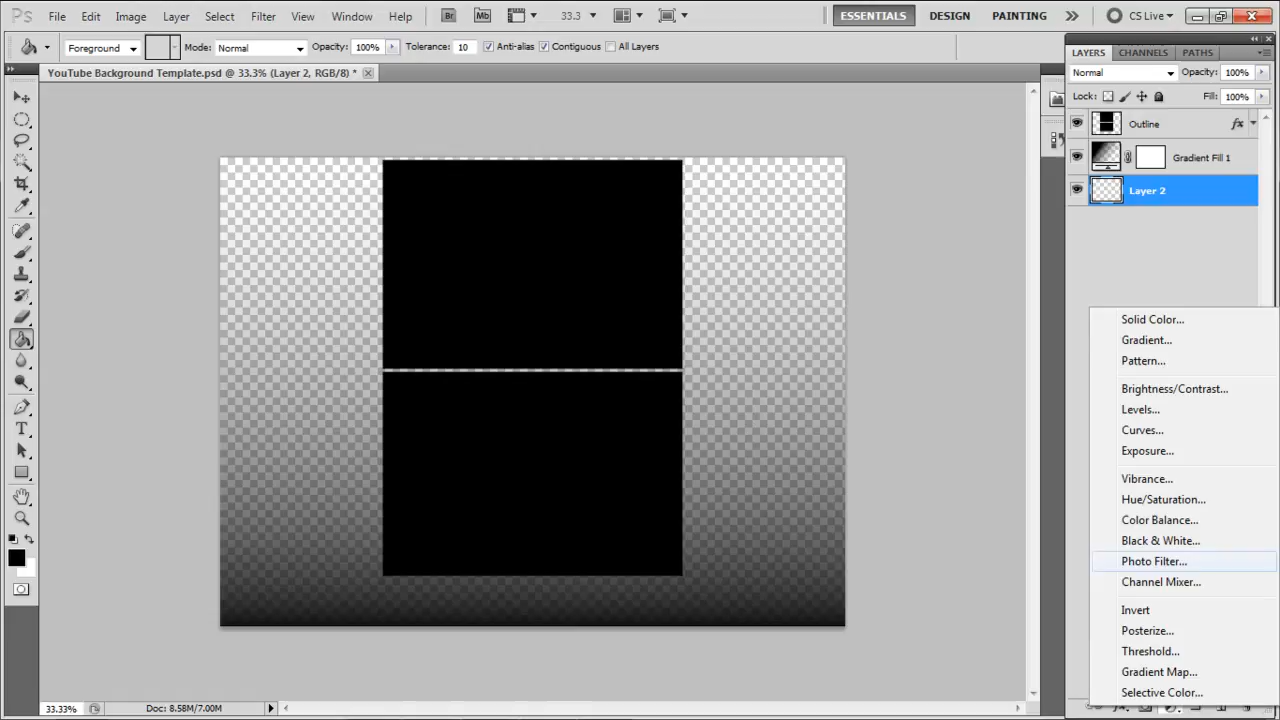 Ps File Edit Image Layer Select Filter View Window Help Br Mb 33.3 ESSENTIALS DESIGN PAINTING CS Live
Foreground Mode: Normal Opacity: 100% Tolerance: 10 Anti-alias Contiguous All Layers
YouTube Background Template.psd @ 33.3% (Layer 2, RGB/8) *
LAYERS CHANNELS PATHS
Normal Opacity: 100%
Lock: Fill: 100%
Outline fx
Gradient Fill 1
Layer 2
Solid Color...
Gradient...
Pattern...
Brightness/Contrast...
Levels...
Curves...
Exposure...
Vibrance...
Hue/Saturation...
Color Balance...
Black & White...
Photo Filter...
Channel Mixer...
Invert
Posterize...
Threshold...
Gradient Map...
Selective Color...
T
33.33% Doc: 8.58M/7.00M